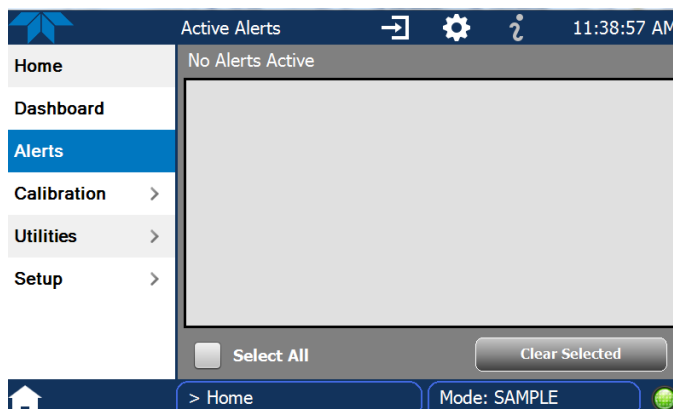 Active Alerts
11:38:57 AM
No Alerts Active
Home
Dashboard
Alerts
Calibration >
Utilities >
Setup >
Select All
Clear Selected
> Home
Mode: SAMPLE